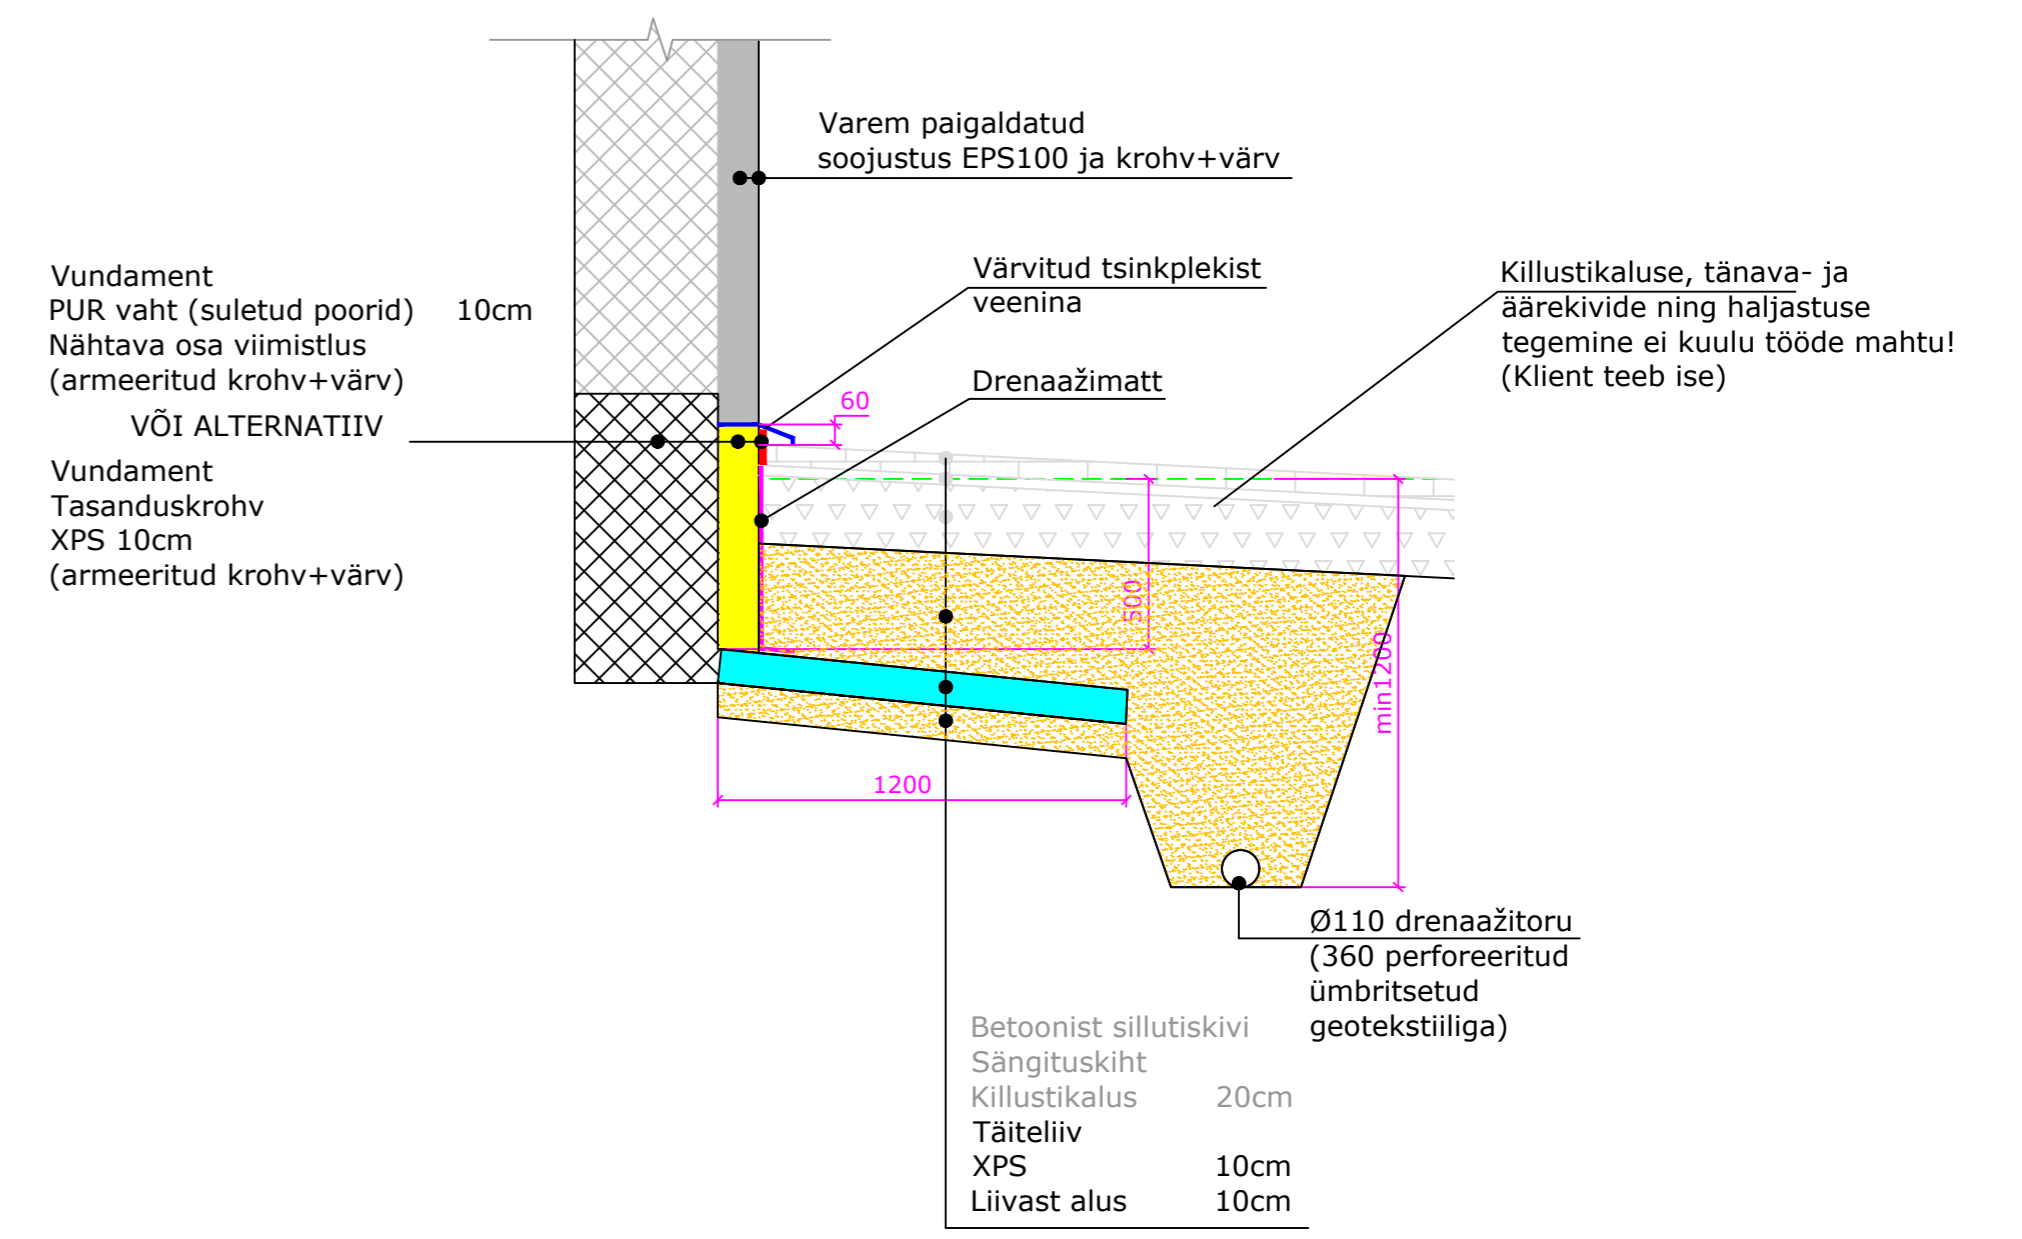 Varem paigaldatud
soojustus EPS100 ja krohv+värv
Vundament
PUR vaht (suletud poorid) 10cm
Nähtava osa viimistlus
(armeeritud krohv+värv)
VÕI ALTERNATIIV
Vundament
Tasanduskrohv
XPS 10cm
(armeeritud krohv+värv)
Värvitud tsinkplekist
veenina
Drenaažimatt
60
Killustikaluse, tänava- ja
äärekivide ning haljastuse
tegemine ei kuulu tööde mahtu!
(Klient teeb ise)
500
min1200
1200
Ø110 drenaažitoru
(360 perforeeritud
ümbritsetud
geotekstiiliga)
Betoonist sillutiskivi
Sängituskiht
Killustikalus 20cm
Täiteliiv
XPS 10cm
Liivast alus 10cm